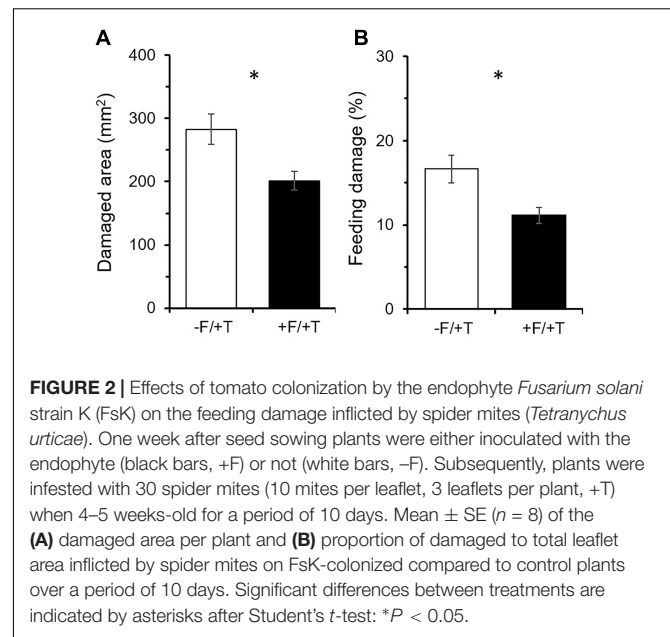 A
B
*
*
Damaged area (mm²)
400
300
200
100
0
-F/+T
+F/+T
Feeding damage (%)
30
20
10
0
-F/+T
+F/+T
FIGURE 2 | Effects of tomato colonization by the endophyte Fusarium solani
strain K (FsK) on the feeding damage inflicted by spider mites (Tetranychus
urticae). One week after seed sowing plants were either inoculated with the
endophyte (black bars, +F) or not (white bars, –F). Subsequently, plants were
infested with 30 spider mites (10 mites per leaflet, 3 leaflets per plant, +T)
when 4–5 weeks-old for a period of 10 days. Mean ± SE (n = 8) of the
(A) damaged area per plant and (B) proportion of damaged to total leaflet
area inflicted by spider mites on FsK-colonized compared to control plants
over a period of 10 days. Significant differences between treatments are
indicated by asterisks after Student's t-test: *P < 0.05.